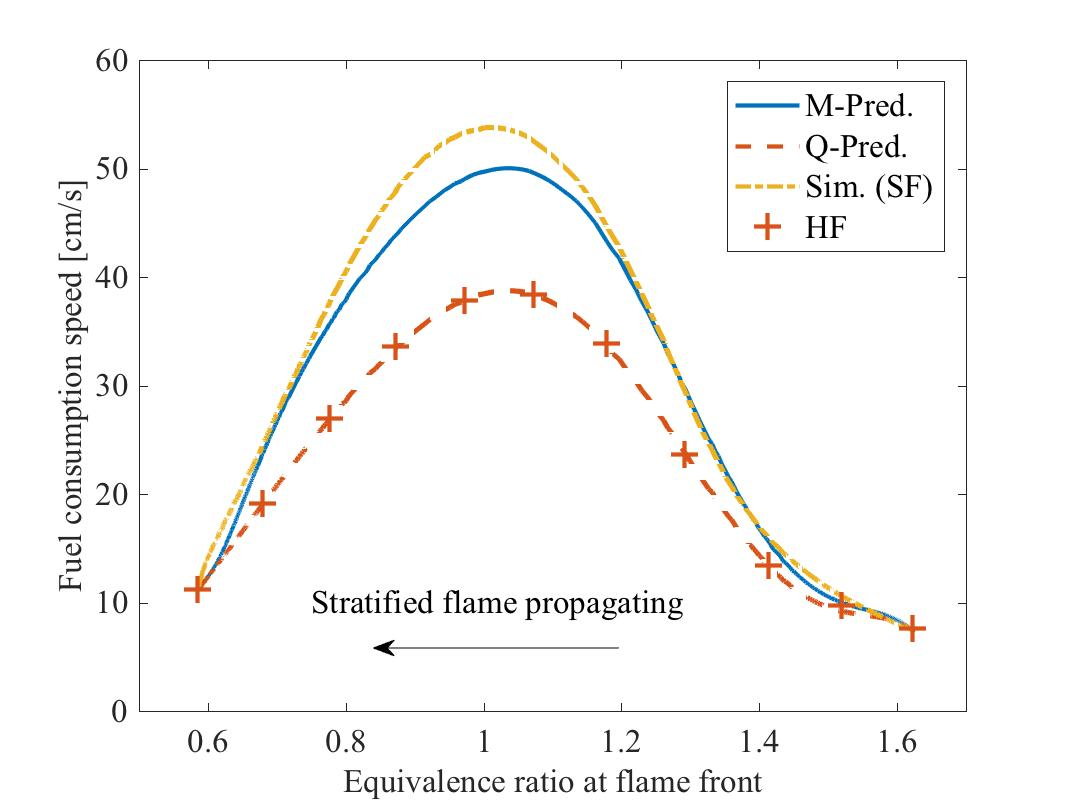 60
50
40
30
20
10
0
Fuel consumption speed [cm/s]
M-Pred.
Q-Pred.
Sim. (SF)
HF
Stratified flame propagating
0.6 0.8 1 1.2 1.4 1.6
Equivalence ratio at flame front